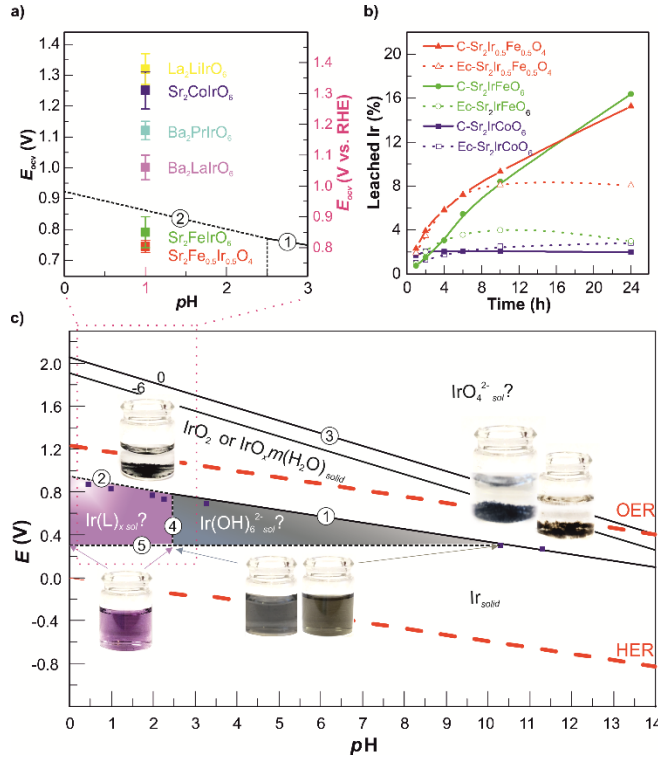 a)
1.4
1.3
1.2
1.1
1.0
0.9
0.8
0.7
E_ocv (V)
La₂LiIrO₆
Sr₂CoIrO₆
Ba₂PrIrO₆
Ba₂LaIrO₆
Sr₂FeIrO₆
Sr₂Fe₀.₅Ir₀.₅O₄
2
1
1.4
1.3
1.2
1.1
1.0
0.9
0.8
E_ocv (V vs. RHE)
0 1 2 3
pH
b)
20
16
12
8
4
0
Leached Ir (%)
C-Sr₂Ir₀.₅Fe₀.₅O₄
Ec-Sr₂Ir₀.₅Fe₀.₅O₄
C-Sr₂IrFeO₆
Ec-Sr₂IrFeO₆
C-Sr₂IrCoO₆
Ec-Sr₂IrCoO₆
0 4 8 12 16 20 24
Time (h)
c)
2.0
1.6
1.2
0.8
0.4
0.0
-0.4
-0.8
E (V)
0
-6
IrO₄²⁻ sol?
3
IrO₂ or IrOₓm(H₂O)solid
2
1
OER
Ir(L)ₓ sol?
4
Ir(OH)₆²⁻ sol?
5
Ir solid
HER
0 1 2 3 4 5 6 7 8 9 10 11 12 13 14
pH